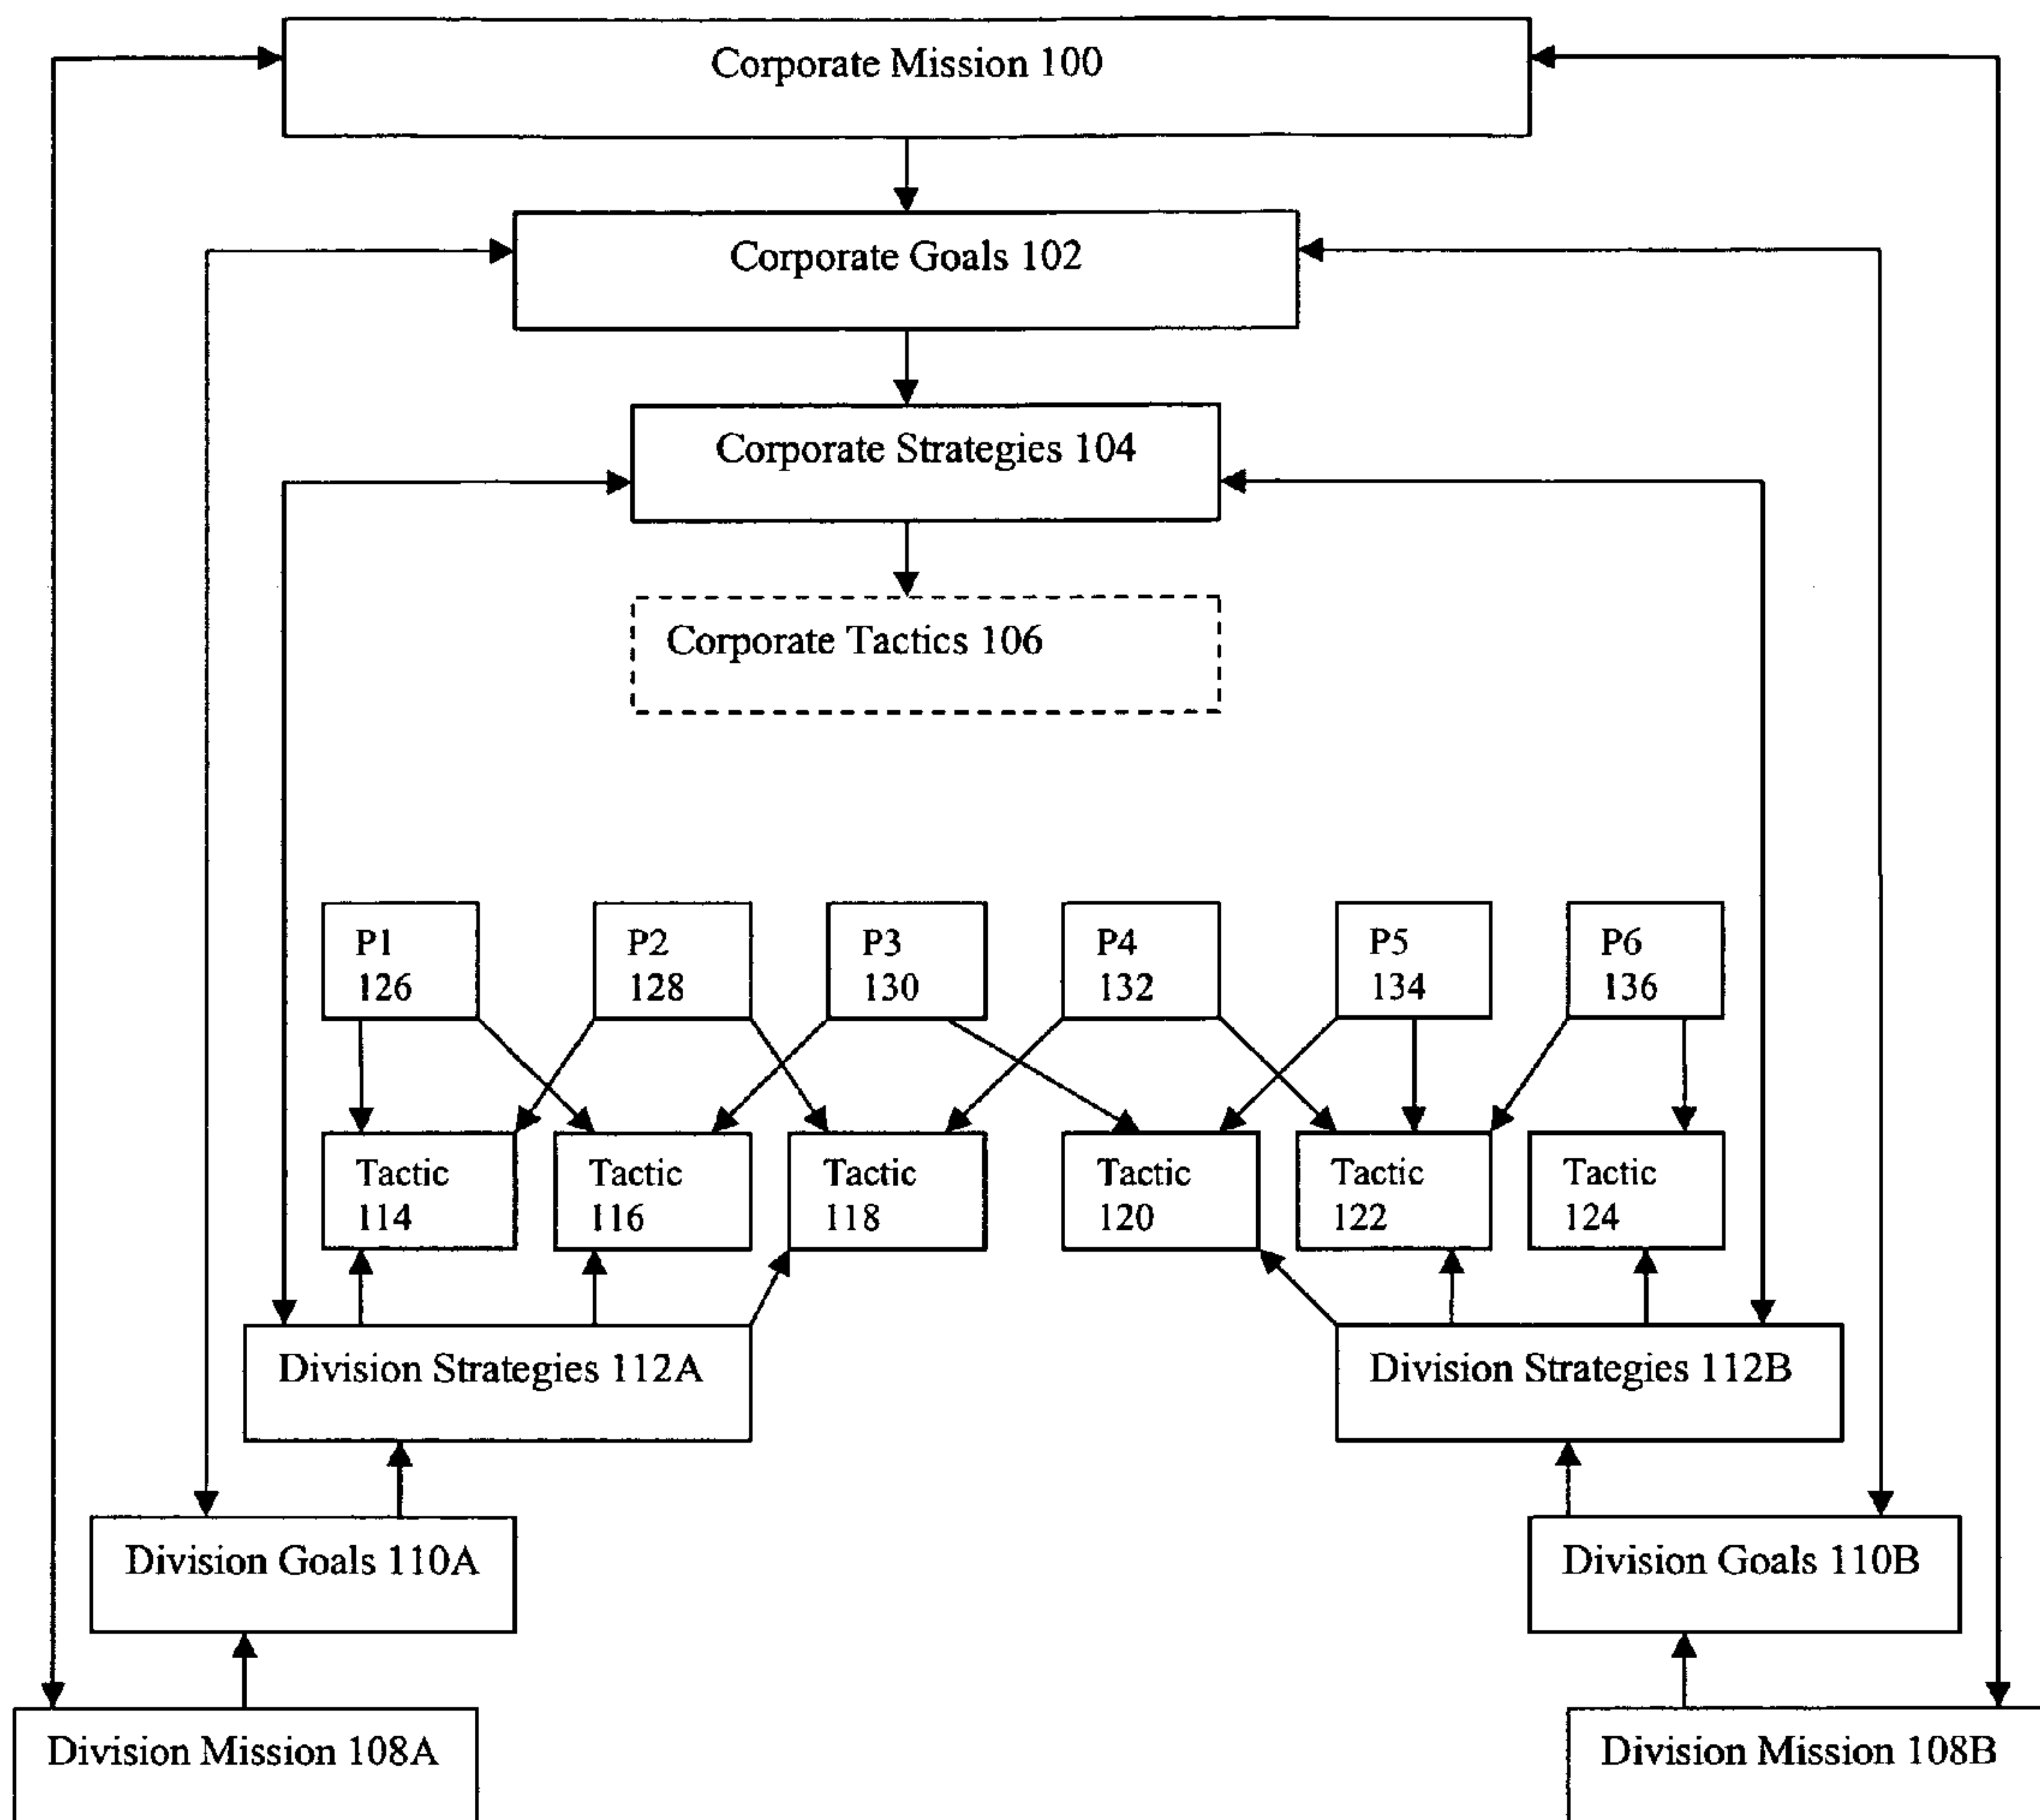 Corporate Mission 100
Corporate Goals 102
Corporate Strategies 104
Corporate Tactics 106
P1
126
P2
128
P3
130
P4
132
P5
134
P6
136
Tactic
114
Tactic
116
Tactic
118
Tactic
120
Tactic
122
Tactic
124
Division Strategies 112A
Division Strategies 112B
Division Goals 110A
Division Goals 110B
Division Mission 108A
Division Mission 108B